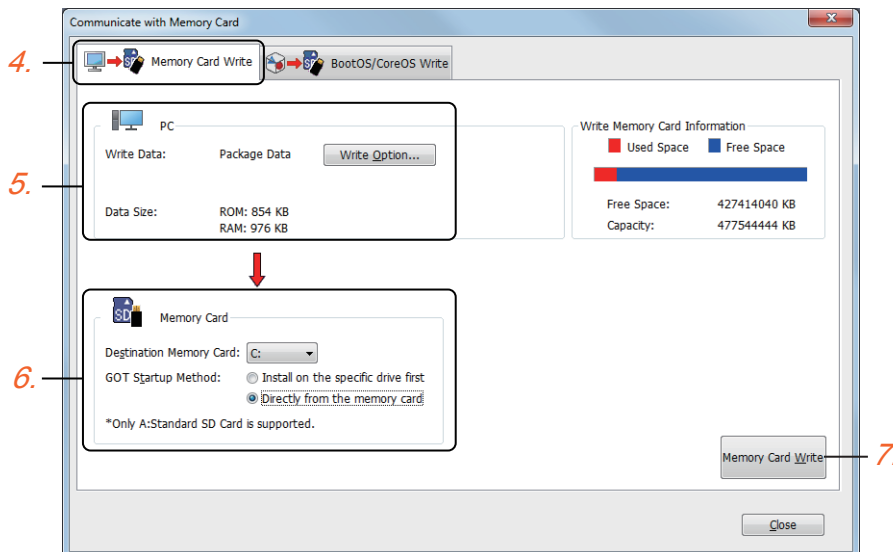 Communicate with Memory Card
4.
Memory Card Write
BootOS/CoreOS Write
5.
PC
Write Data: Package Data Write Option...
Data Size: ROM: 854 KB
RAM: 976 KB
Write Memory Card Information
Used Space Free Space
Free Space: 427414040 KB
Capacity: 477544444 KB
6.
SD
Memory Card
Destination Memory Card: C:
GOT Startup Method: Install on the specific drive first
Directly from the memory card
*Only A:Standard SD Card is supported.
Memory Card Write
7.
Close